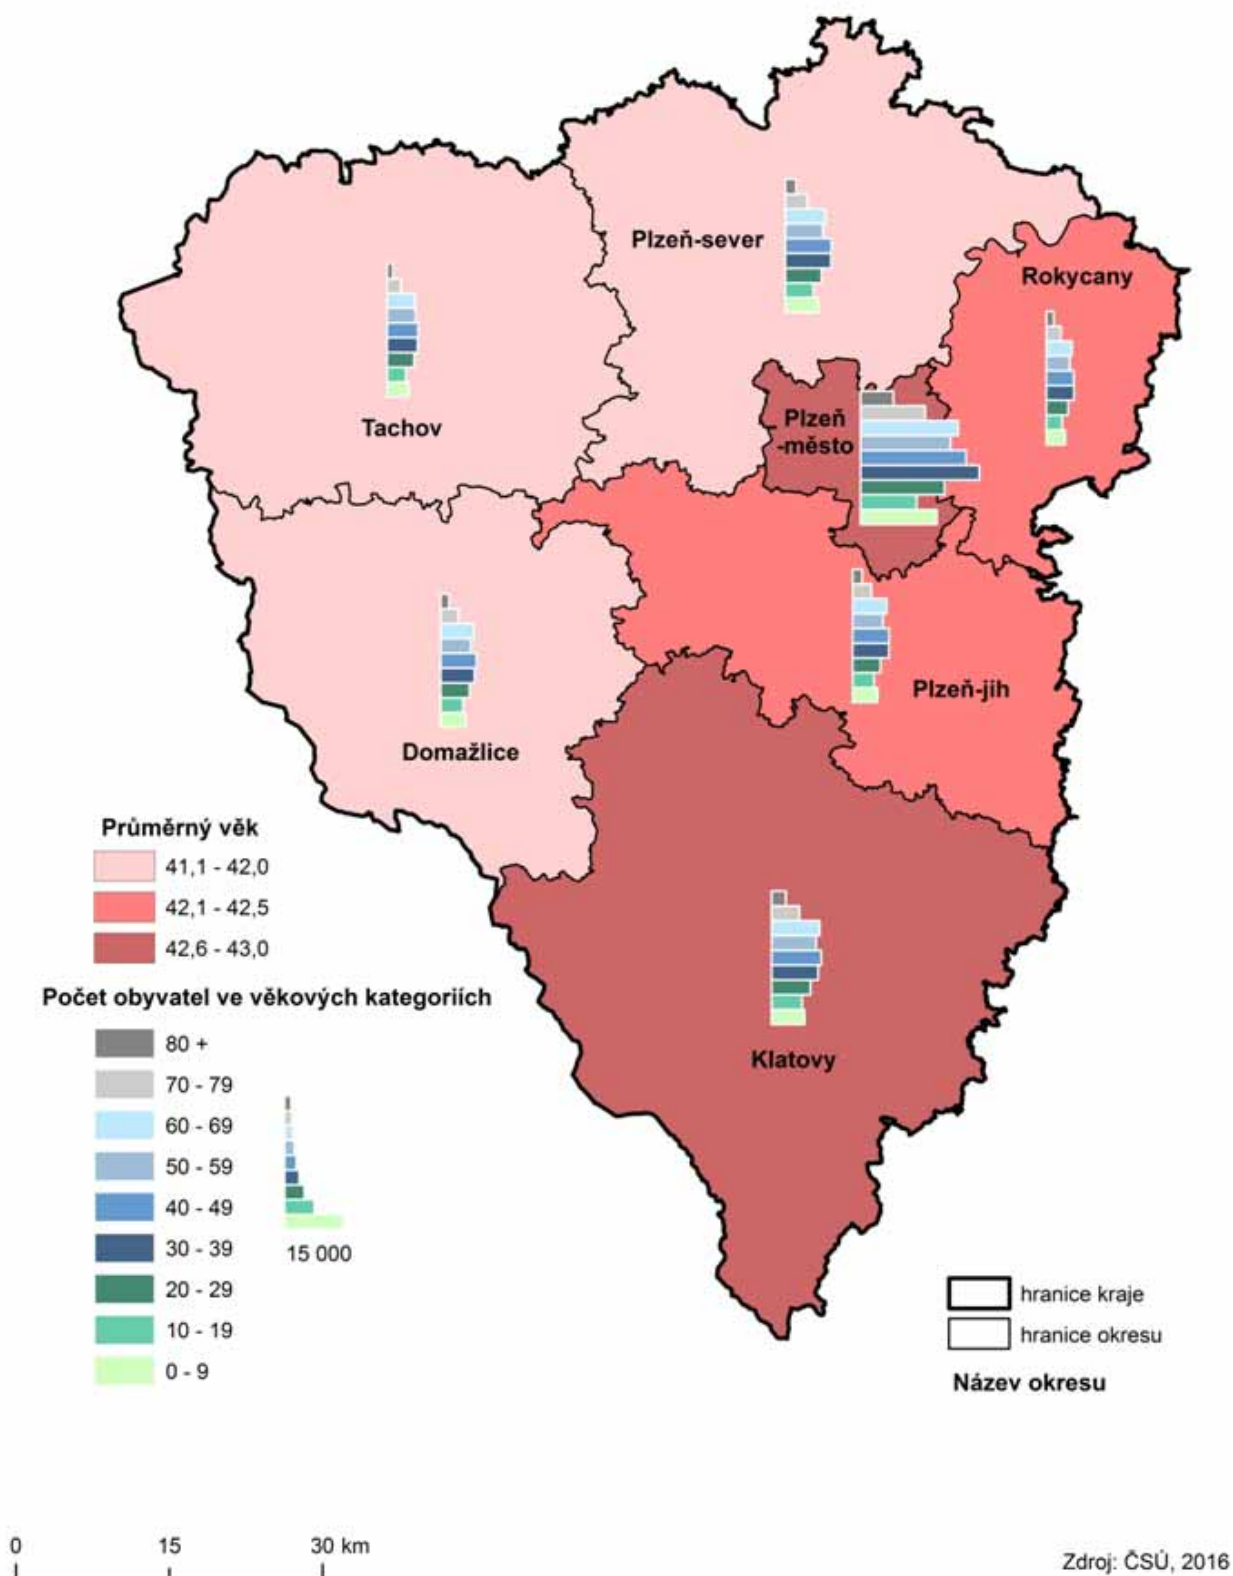 Plzeň-sever
Rokycany
Plzeň
-město
Tachov
Plzeň-jih
Domažlice
Klatovy
Průměrný věk
41,1 - 42,0
42,1 - 42,5
42,6 - 43,0
Počet obyvatel ve věkových kategoriích
80 +
70 - 79
60 - 69
50 - 59
40 - 49
30 - 39
20 - 29
10 - 19
0 - 9
15 000
hranice kraje
hranice okresu
Název okresu
0 15 30 km
Zdroj: ČSÚ, 2016